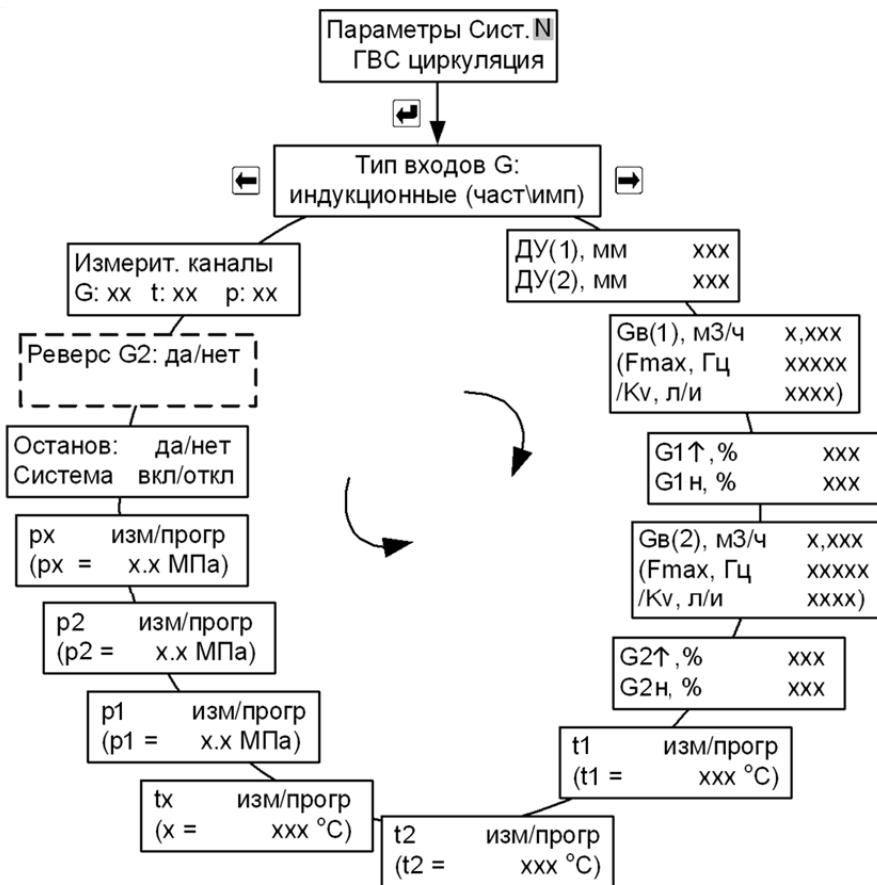 Параметры Сист. N
ГВС циркуляция
Тип входов G:
индукционные (част\имп)
ДУ(1), мм xxx
ДУ(2), мм xxx
Gв(1), м3/ч x,xxx
(Fmax, Гц xxxxx
/Kv, л/и xxxx)
G1↑,% xxx
G1н, % xxx
Gв(2), м3/ч x,xxx
(Fmax, Гц xxxxx
/Kv, л/и xxxx)
G2↑,% xxx
G2н, % xxx
t1 изм/прогр
(t1 = xxx °C)
t2 изм/прогр
(t2 = xxx °C)
tx изм/прогр
(x = xxx °C)
p1 изм/прогр
(p1 = x.x МПа)
p2 изм/прогр
(p2 = x.x МПа)
px изм/прогр
(px = x.x МПа)
Останов: да/нет
Система вкл/откл
Реверс G2: да/нет
Измерит. каналы
G: xx t: xx p: xx